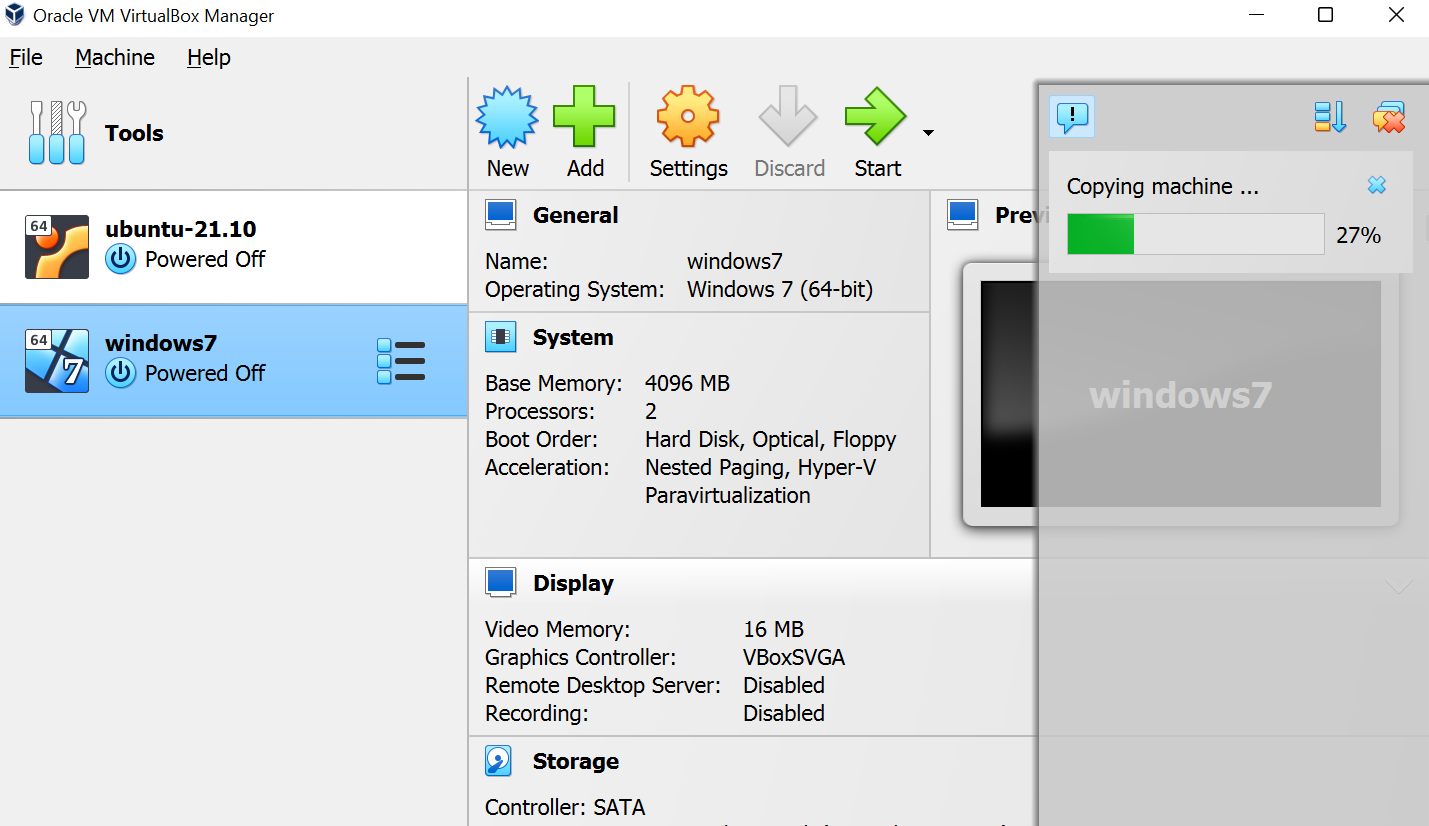 Oracle VM VirtualBox Manager
File Machine Help
Tools
New Add Settings Discard Start
64
ubuntu-21.10
Powered Off
64
7
windows7
Powered Off
General
Name: windows7
Operating System: Windows 7 (64-bit)
System
Base Memory: 4096 MB
Processors: 2
Boot Order: Hard Disk, Optical, Floppy
Acceleration: Nested Paging, Hyper-V
Paravirtualization
Previ
windows7
Display
Video Memory: 16 MB
Graphics Controller: VBoxSVGA
Remote Desktop Server: Disabled
Recording: Disabled
Storage
Controller: SATA
!
Copying machine ...
27%